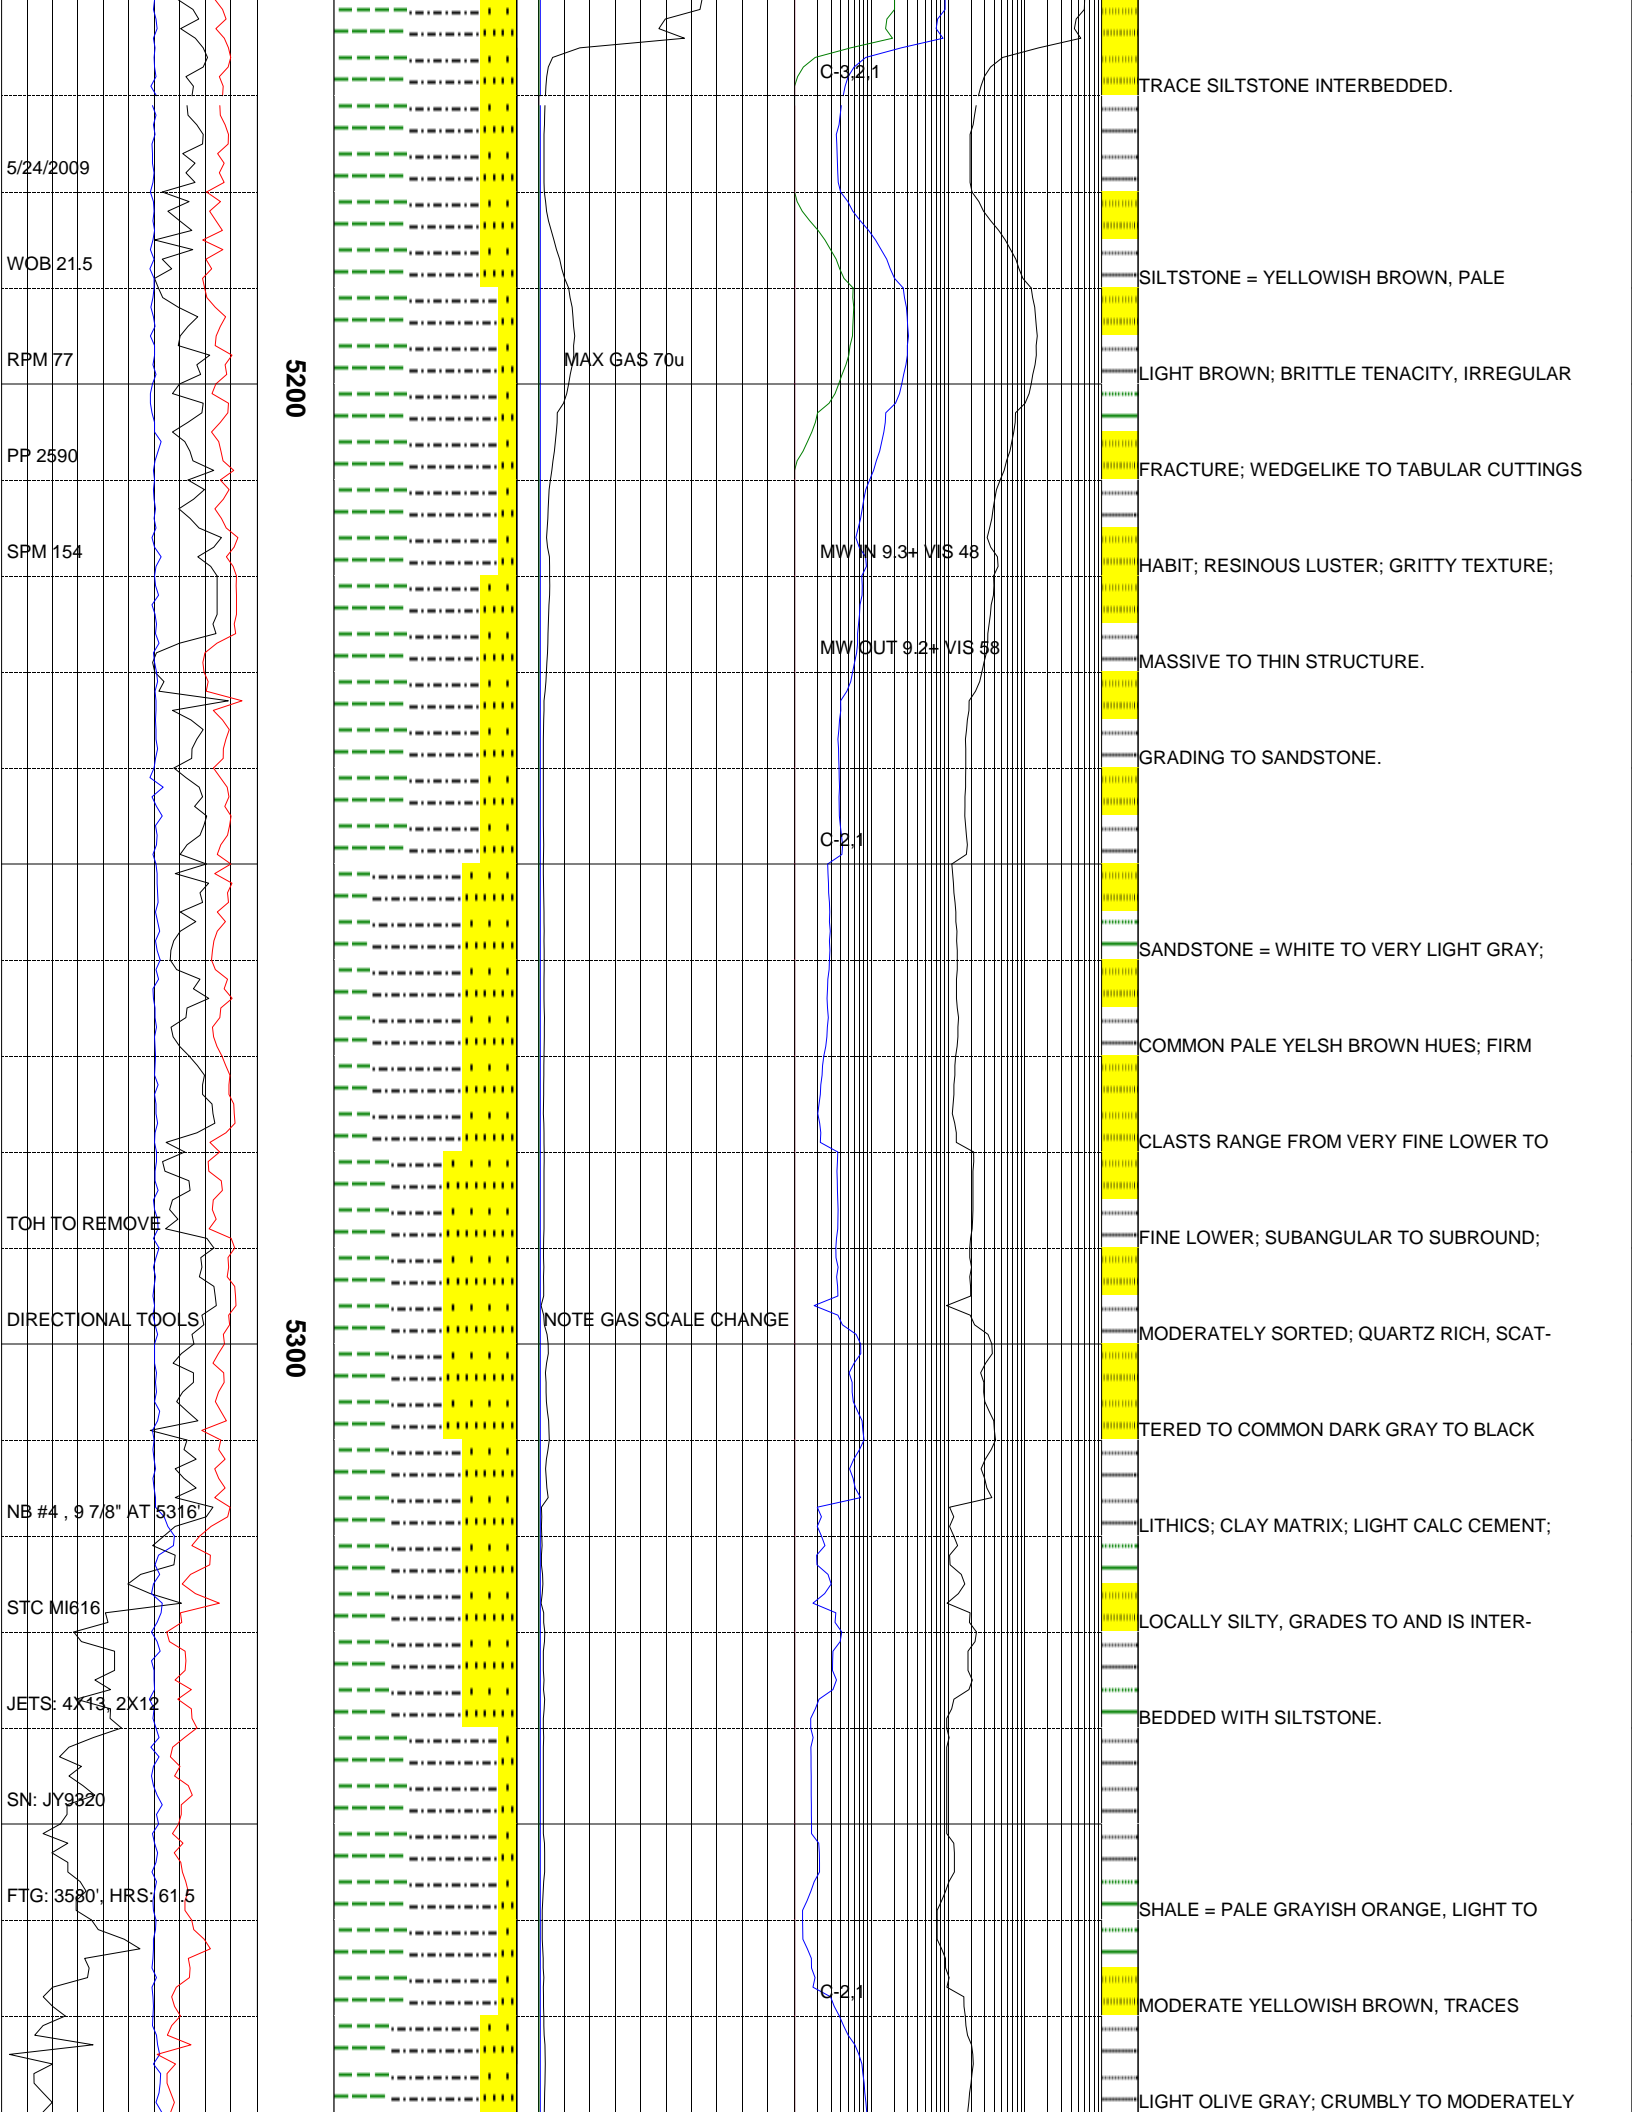 C-3,2,1
TRACE SILTSTONE INTERBEDDED.
5/24/2009
WOB 21.5
SILTSTONE = YELLOWISH BROWN, PALE
RPM 77
5200
MAX GAS 70u
LIGHT BROWN; BRITTLE TENACITY, IRREGULAR
PP 2590
FRACTURE; WEDGELIKE TO TABULAR CUTTINGS
SPM 154
MW IN 9.3+ VIS 48
HABIT; RESINOUS LUSTER; GRITTY TEXTURE;
MW OUT 9.2+ VIS 58
MASSIVE TO THIN STRUCTURE.
GRADING TO SANDSTONE.
C-2,1
SANDSTONE = WHITE TO VERY LIGHT GRAY;
COMMON PALE YELSH BROWN HUES; FIRM
CLASTS RANGE FROM VERY FINE LOWER TO
TOH TO REMOVE
FINE LOWER; SUBANGULAR TO SUBROUND;
DIRECTIONAL TOOLS
5300
NOTE GAS SCALE CHANGE
MODERATELY SORTED; QUARTZ RICH, SCAT-
TERED TO COMMON DARK GRAY TO BLACK
NB #4 , 9 7/8" AT 5316'
LITHICS; CLAY MATRIX; LIGHT CALC CEMENT;
STC MI616
LOCALLY SILTY, GRADES TO AND IS INTER-
JETS: 4X13, 2X12
BEDDED WITH SILTSTONE.
SN: JY9320
FTG: 3580', HRS: 61.5
SHALE = PALE GRAYISH ORANGE, LIGHT TO
C-2,1
MODERATE YELLOWISH BROWN, TRACES
LIGHT OLIVE GRAY; CRUMBLY TO MODERATELY